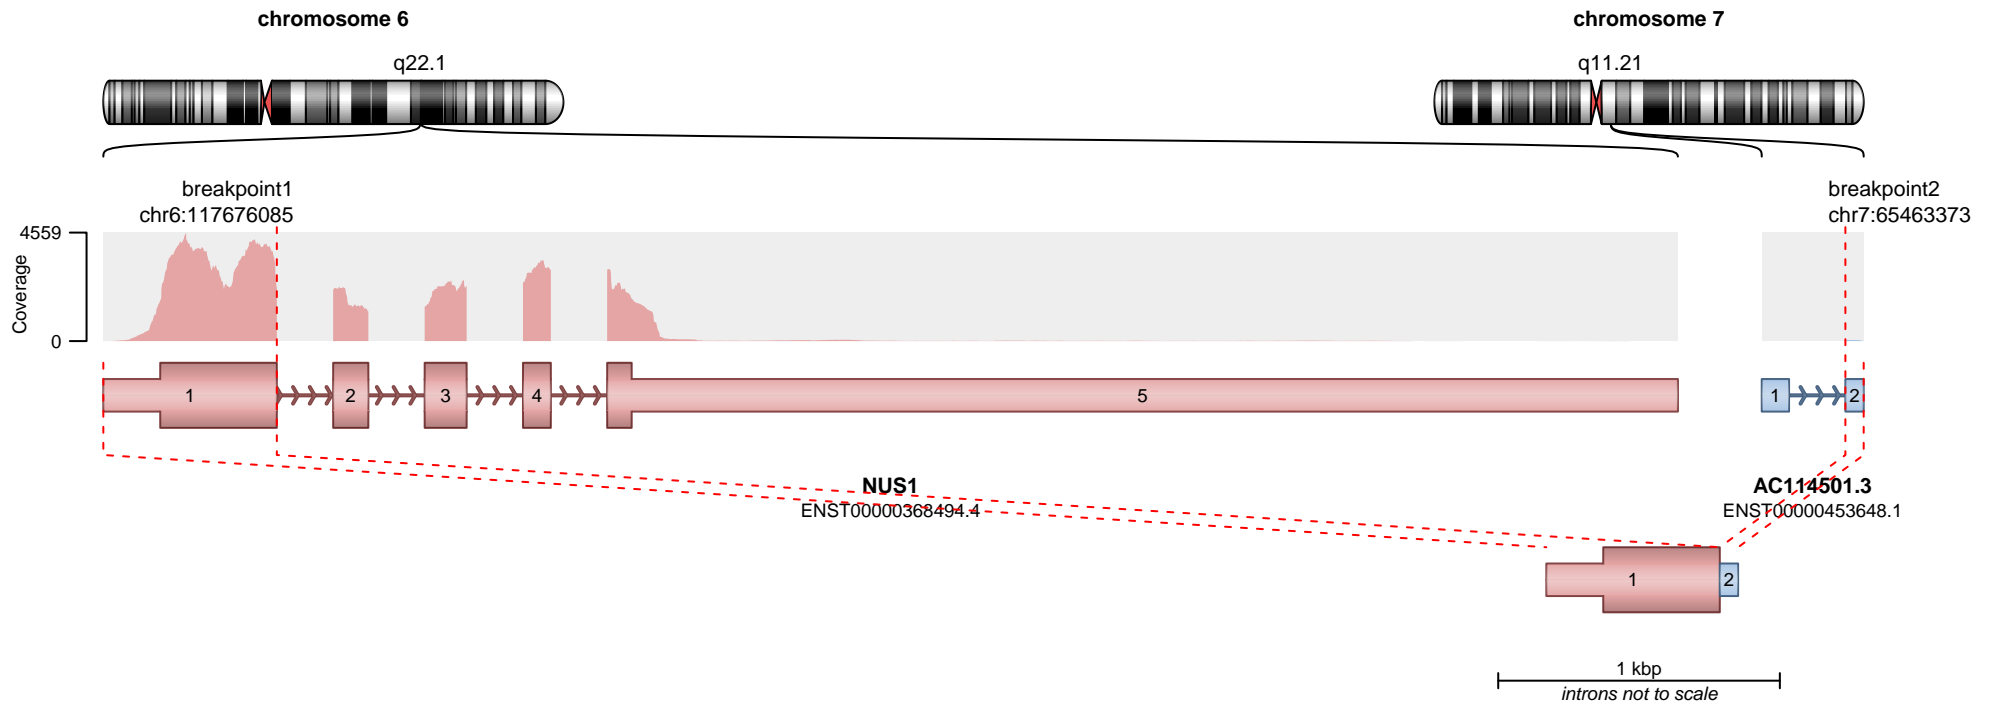 chromosome 6
chromosome 7
q22.1
q11.21
breakpoint1
chr6:117676085
breakpoint2
chr7:65463373
4559
Coverage
0
1
2
3
4
5
1
2
NUS1
ENST00000368494.4
AC114501.3
ENST00000453648.1
1
2
1 kbp
introns not to scale